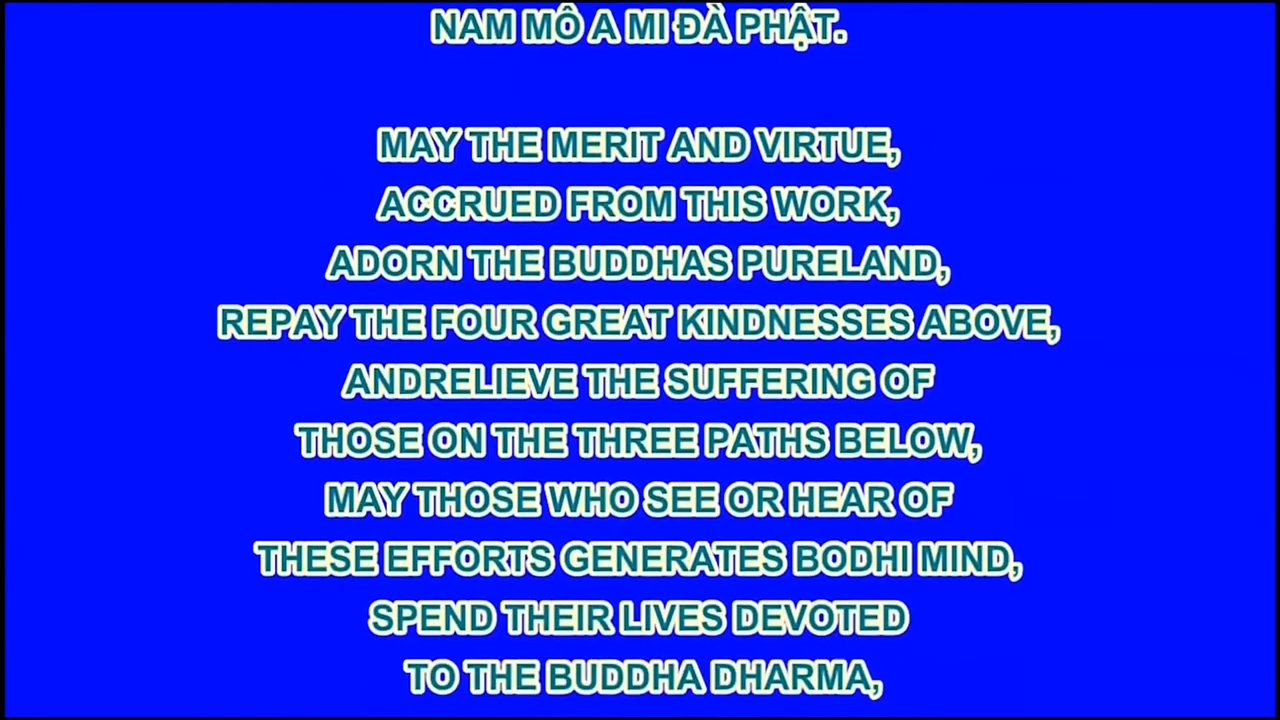 NAM MÔ A MI ĐÀ PHẬT.
MAY THE MERIT AND VIRTUE,
ACCRUED FROM THIS WORK,
ADORN THE BUDDHAS PURELAND,
REPAY THE FOUR GREAT KINDNESSES ABOVE,
ANDRELIEVE THE SUFFERING OF
THOSE ON THE THREE PATHS BELOW,
MAY THOSE WHO SEE OR HEAR OF
THESE EFFORTS GENERATES BODHI MIND,
SPEND THEIR LIVES DEVOTED
TO THE BUDDHA DHARMA,